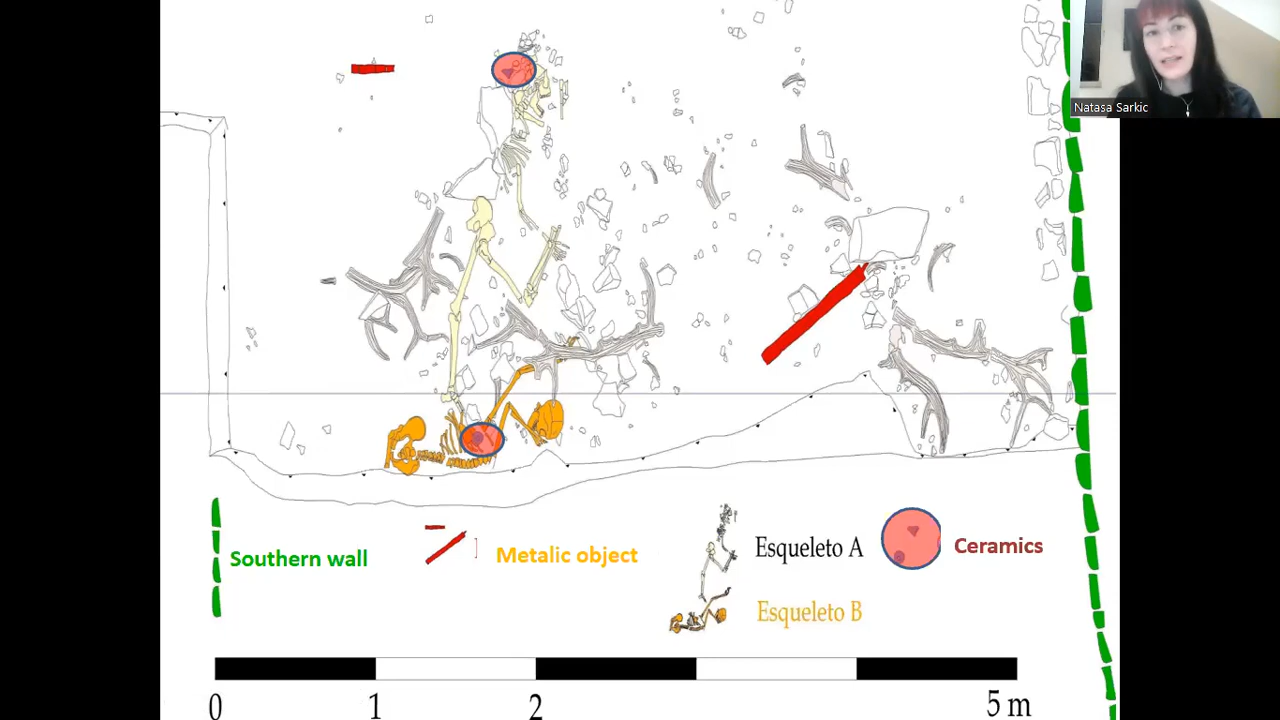 Natasa Sarkic
Southern wall
Metalic object
Esqueleto A
Ceramics
Esqueleto B
0 1 2 5 m